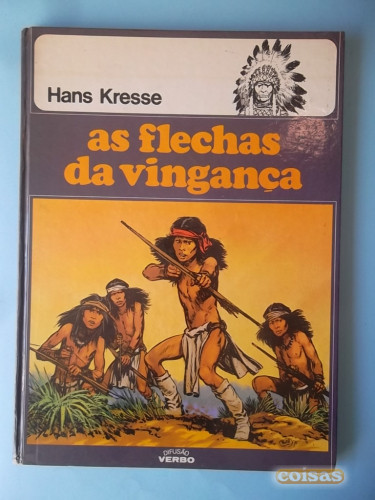 Hans Kresse
as flechas
da vingança
DIFUSÃO
VERBO
coisas